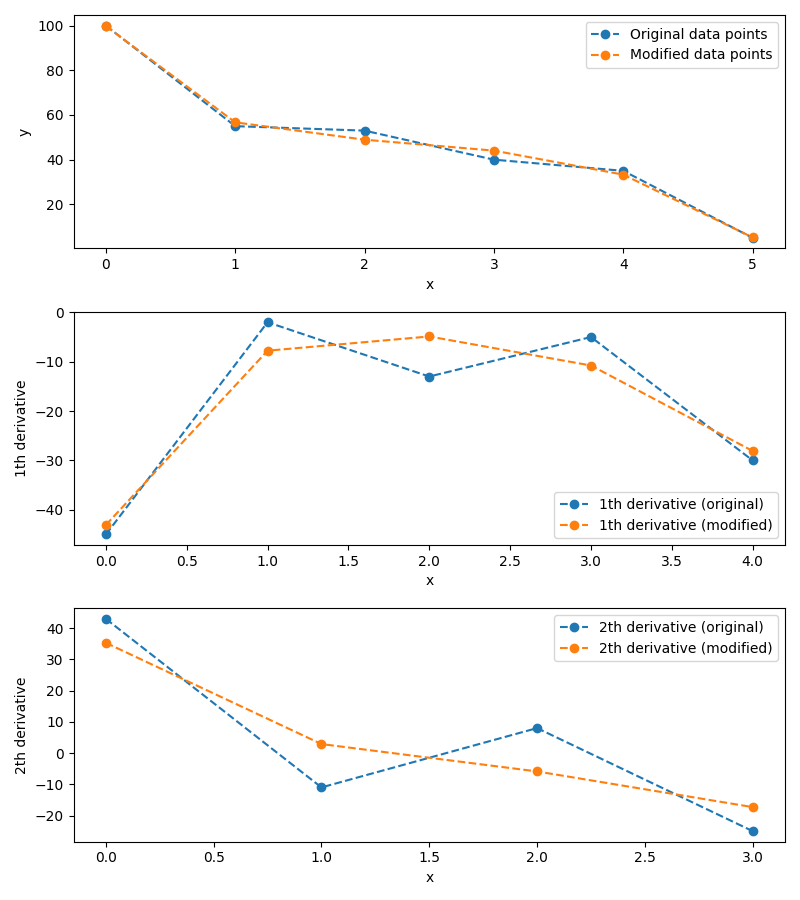 100
80
60
40
20
y
Original data points
Modified data points
0 1 2 3 4 5
x
0
−10
−20
−30
−40
1th derivative
1th derivative (original)
1th derivative (modified)
0.0 0.5 1.0 1.5 2.0 2.5 3.0 3.5 4.0
x
40
30
20
10
0
−10
−20
2th derivative
2th derivative (original)
2th derivative (modified)
0.0 0.5 1.0 1.5 2.0 2.5 3.0
x